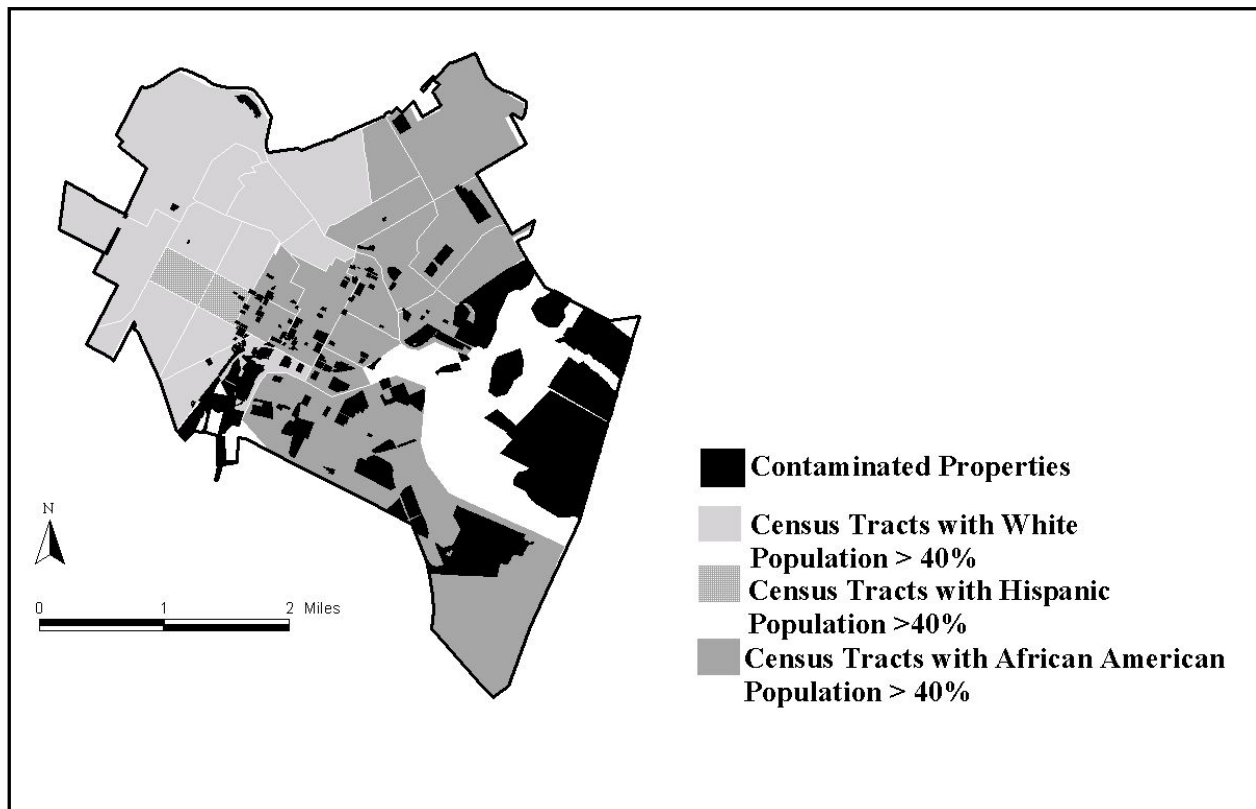 N
0 1 2 Miles
Contaminated Properties
Census Tracts with White
Population > 40%
Census Tracts with Hispanic
Population >40%
Census Tracts with African American
Population > 40%